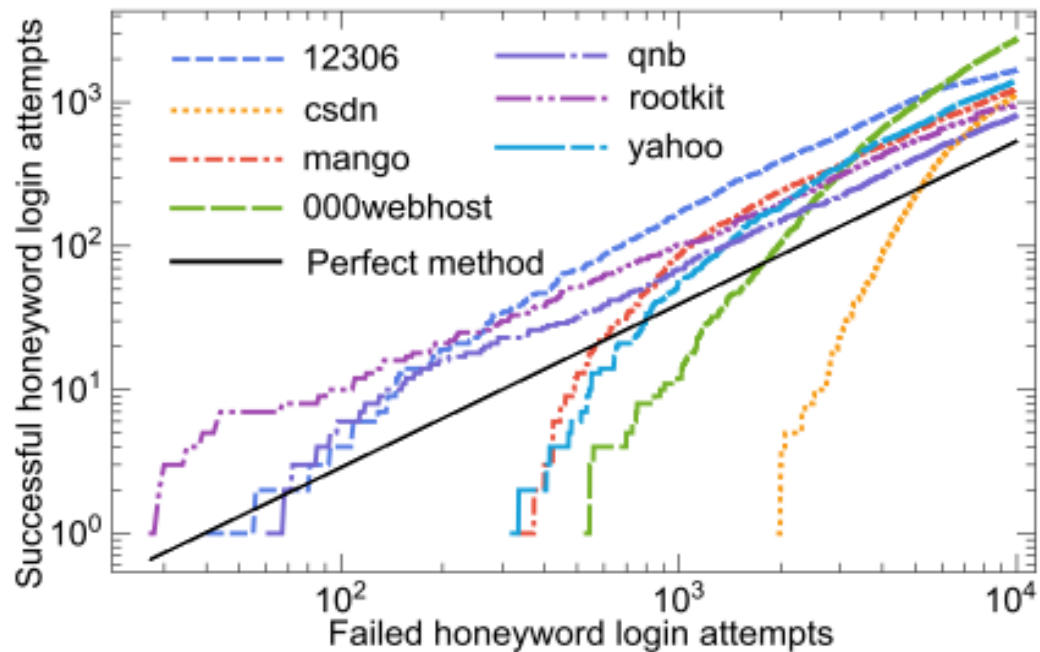 Successful honeyword login attempts
10^3
10^2
10^1
10^0
12306
csdn
mango
000webhost
Perfect method
qnb
rootkit
yahoo
10^2
10^3
10^4
Failed honeyword login attempts